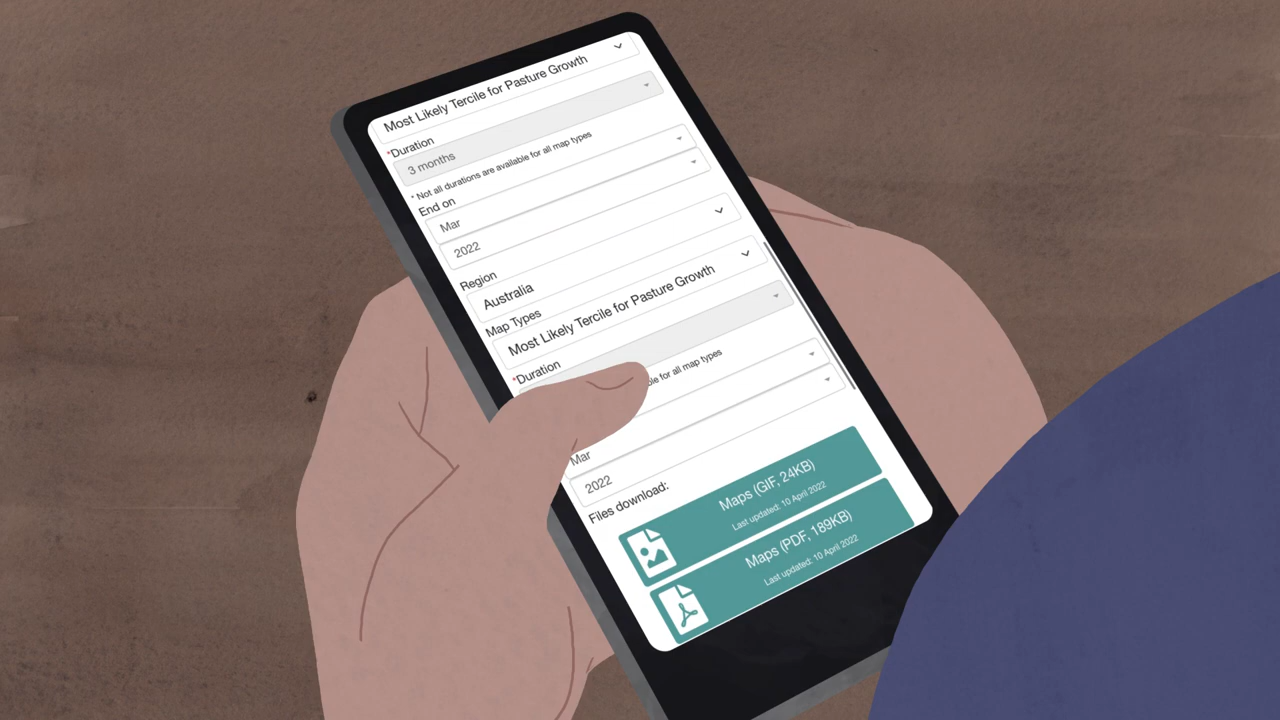 Most Likely Tercile for Pasture Growth
*Duration
3 months
* Not all durations are available for all map types
End on
Mar
2022
Region
Australia
Map Types
Most Likely Tercile for Pasture Growth
*Duration
for all map types
Mar
2022
Files download:
Maps (GIF, 24KB)
Last updated: 10 April 2022
Maps (PDF, 189KB)
Last updated: 10 April 2022